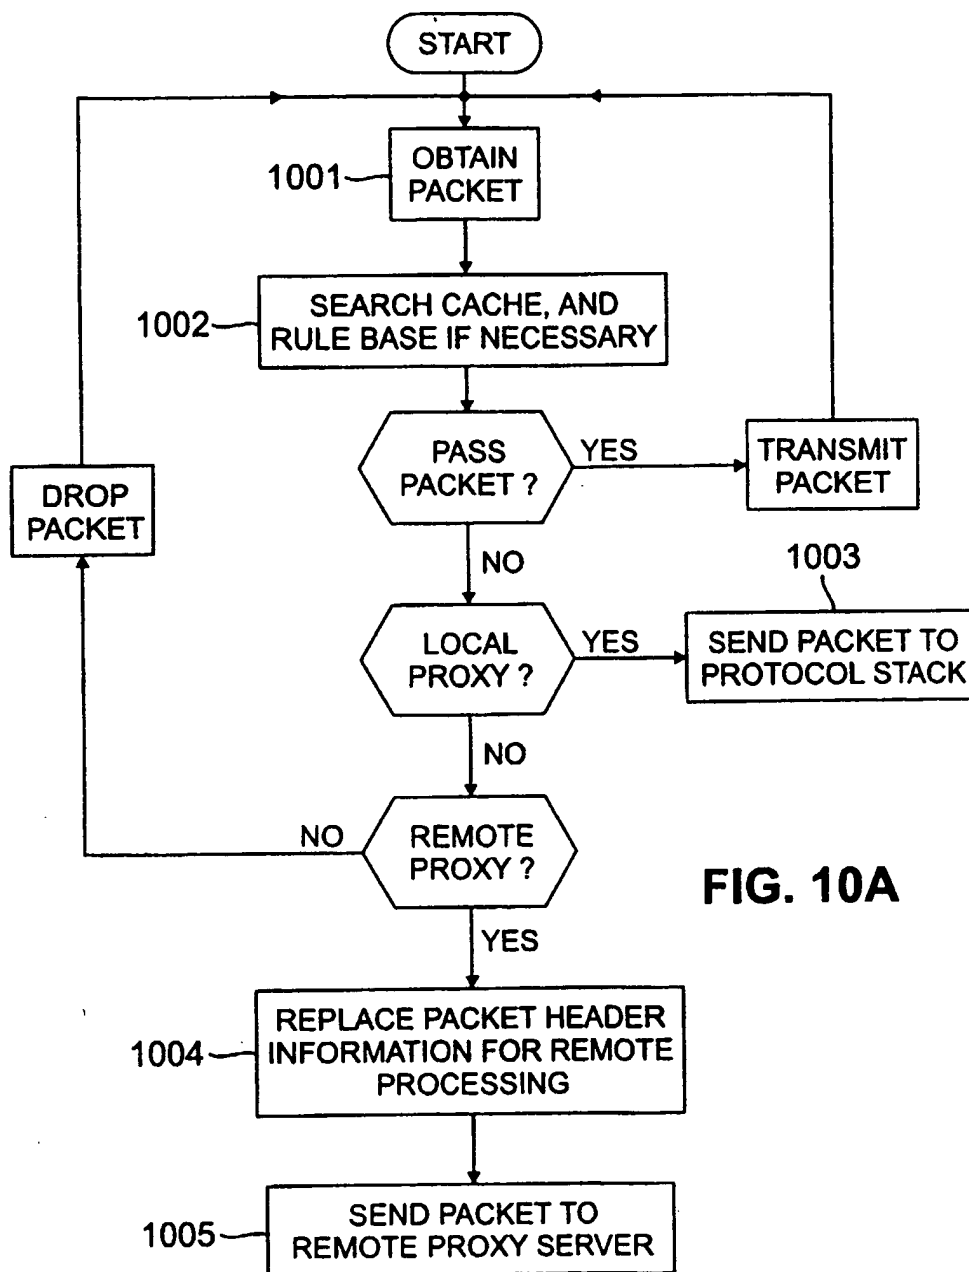 START
1001
OBTAIN
PACKET
1002
SEARCH CACHE, AND
RULE BASE IF NECESSARY
PASS
PACKET ?
YES
TRANSMIT
PACKET
DROP
PACKET
NO
1003
LOCAL
PROXY ?
YES
SEND PACKET TO
PROTOCOL STACK
NO
REMOTE
PROXY ?
NO
FIG. 10A
YES
1004
REPLACE PACKET HEADER
INFORMATION FOR REMOTE
PROCESSING
1005
SEND PACKET TO
REMOTE PROXY SERVER